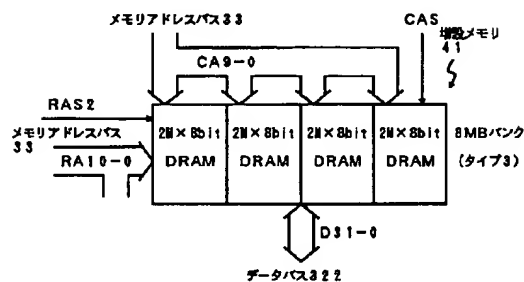 メモリアドレスバス33
CAS
増設メモリ
41
CA9-0
RAS2
メモリアドレスバス
33
RA10-0
2M×8bit
DRAM
2M×8bit
DRAM
2M×8bit
DRAM
2M×8bit
DRAM
8MBバンク
(タイプ3)
D31-0
データバス322